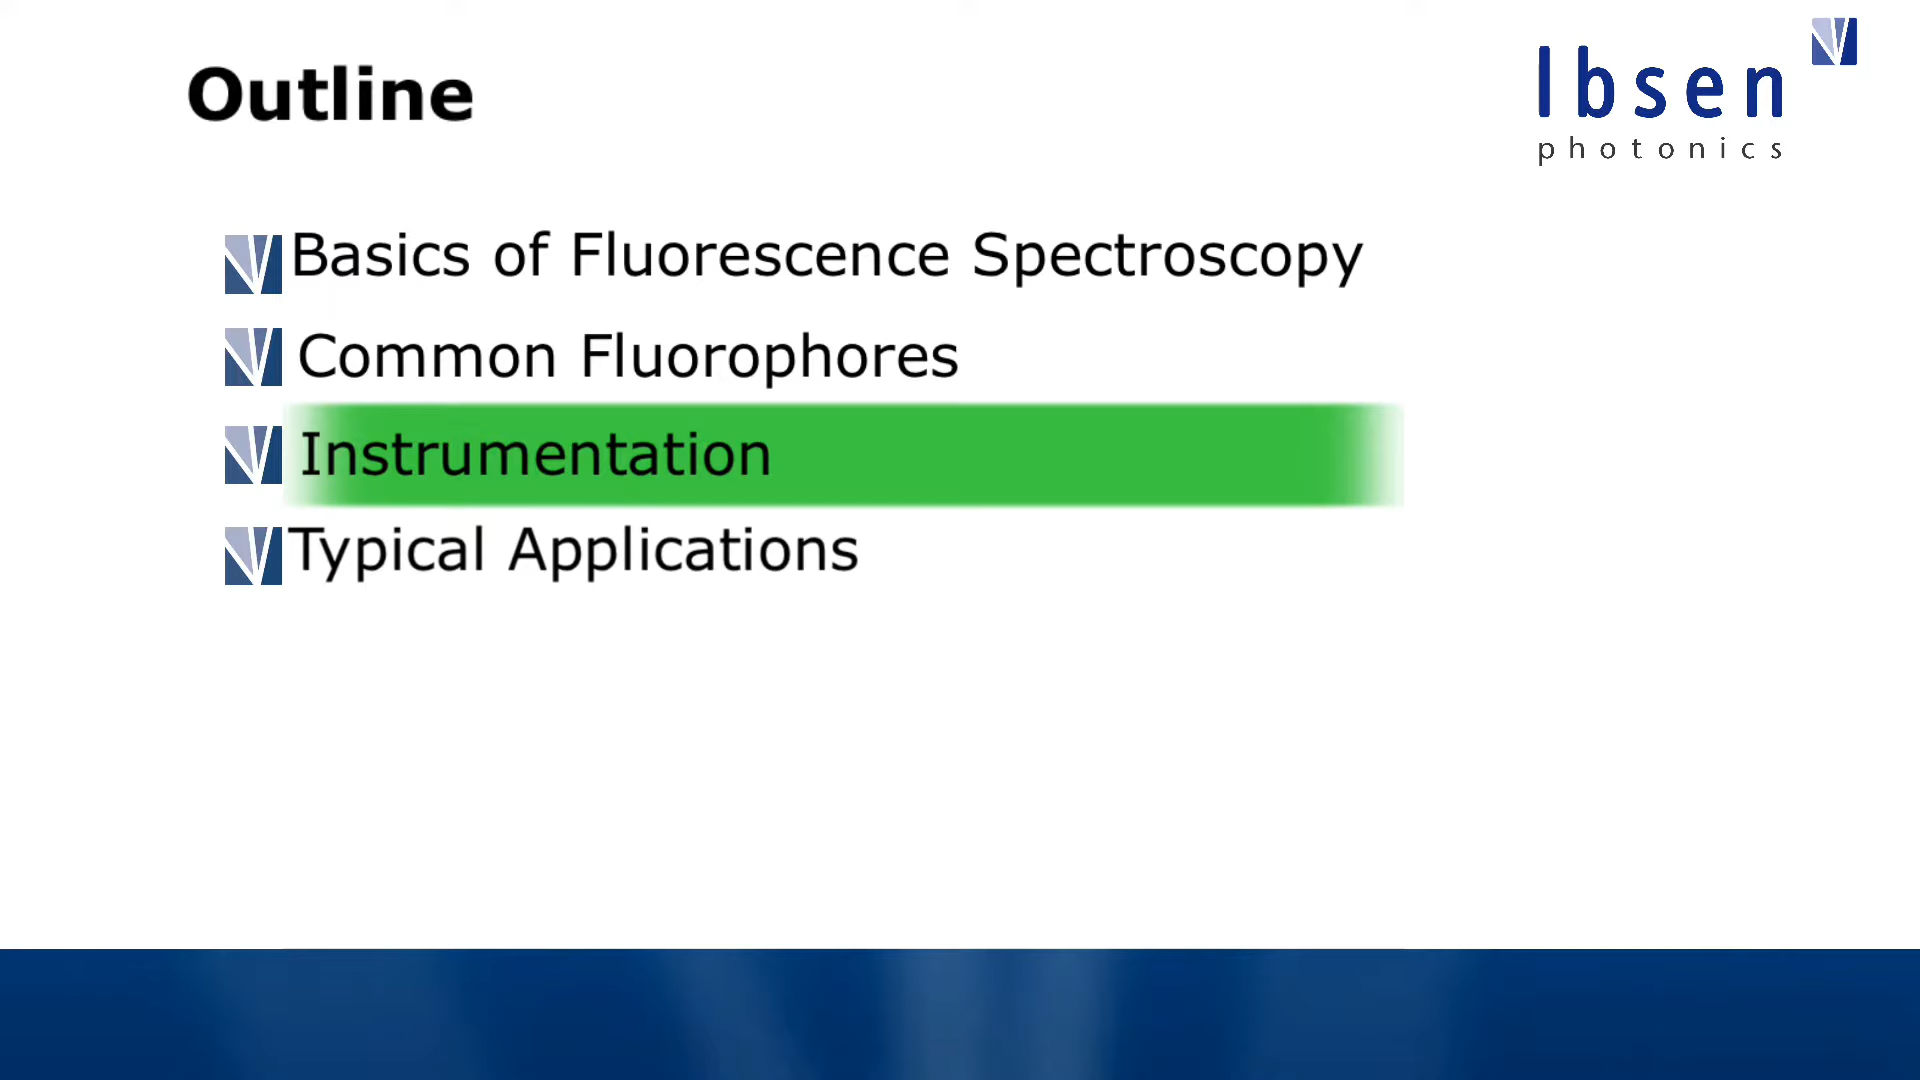 Outline
Ibsen
photonics
Basics of Fluorescence Spectroscopy
Common Fluorophores
Instrumentation
Typical Applications